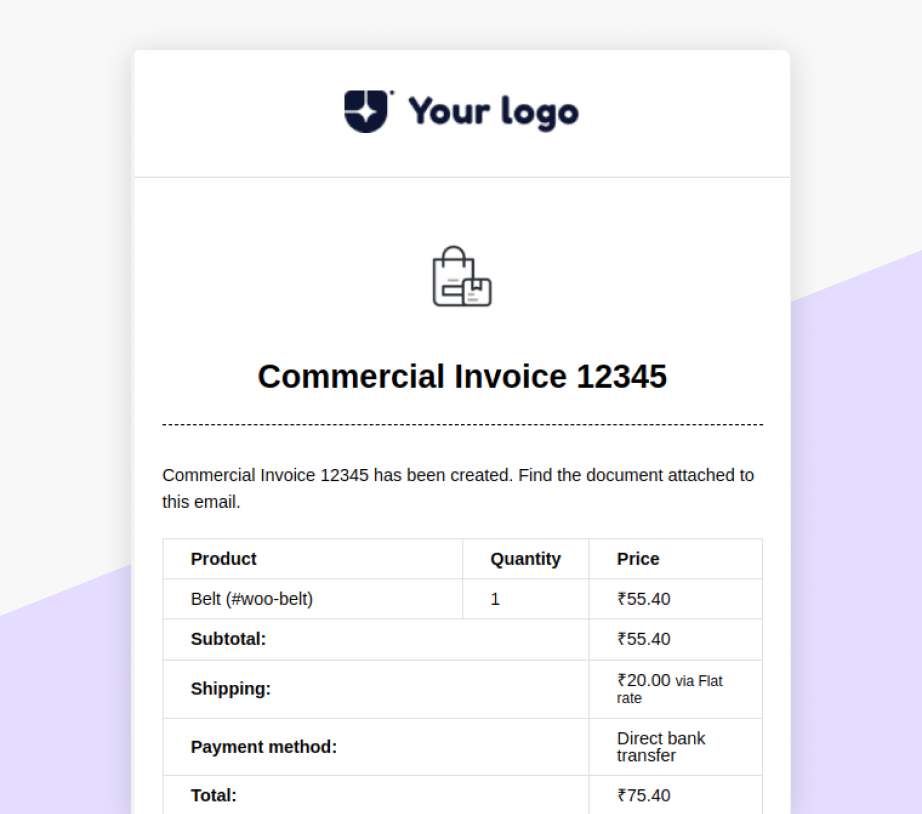 Your logo
Commercial Invoice 12345
Commercial Invoice 12345 has been created. Find the document attached to
this email.
Product Quantity Price
Belt (#woo-belt) 1 ₹55.40
Subtotal: ₹55.40
Shipping: ₹20.00 via Flat
rate
Payment method: Direct bank
transfer
Total: ₹75.40